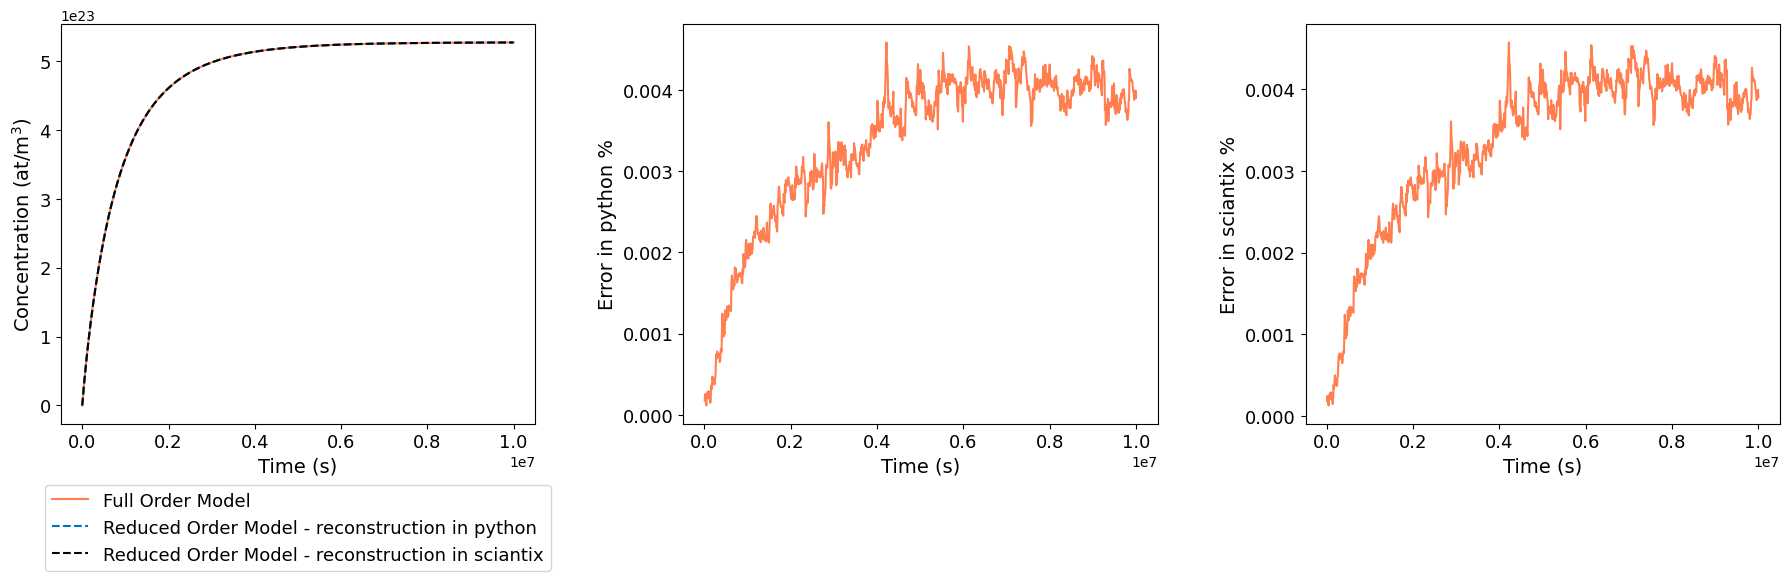 1e23
5
4
3
2
1
0
Concentration (at/m³)
0.0 0.2 0.4 0.6 0.8 1.0
1e7
Time (s)
Full Order Model
Reduced Order Model - reconstruction in python
Reduced Order Model - reconstruction in sciantix
0.004
0.003
0.002
0.001
0.000
Error in python %
0.0 0.2 0.4 0.6 0.8 1.0
1e7
Time (s)
0.004
0.003
0.002
0.001
0.000
Error in sciantix %
0.0 0.2 0.4 0.6 0.8 1.0
1e7
Time (s)